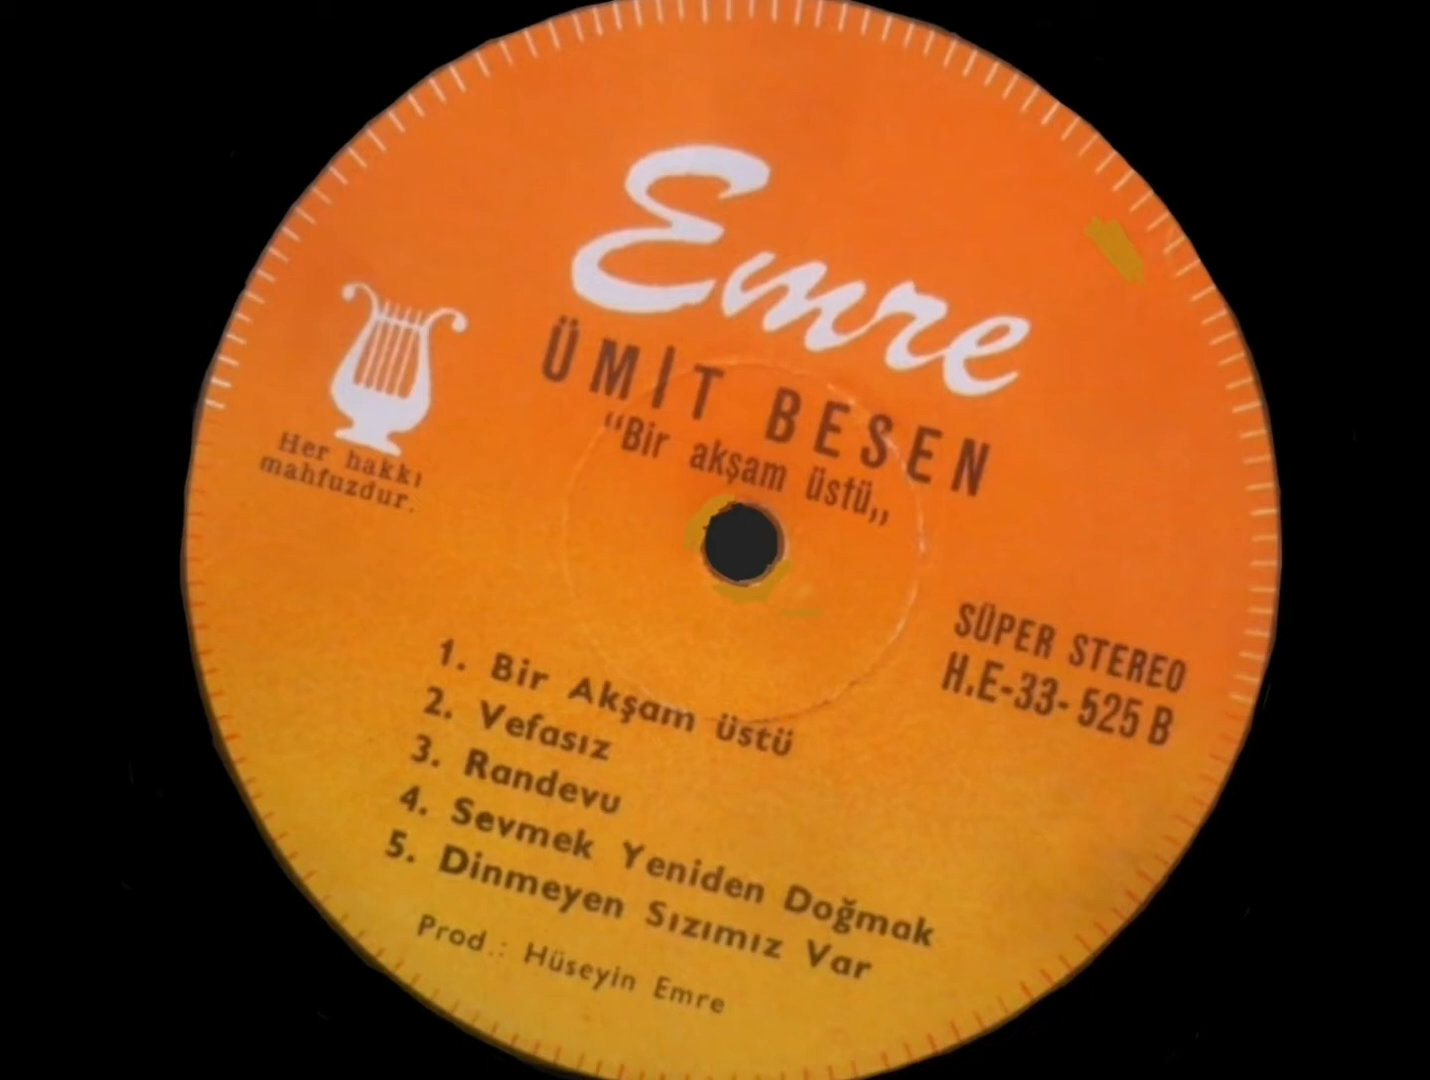 Emre
ÜMİT BESEN
“Bir akşam üstü„
Her hakkı
mahfuzdur.
SÜPER STEREO
H.E-33-525 B
1. Bir Akşam üstü
2. Vefasız
3. Randevu
4. Sevmek Yeniden Doğmak
5. Dinmeyen Sızımız Var
Prod.: Hüseyin Emre